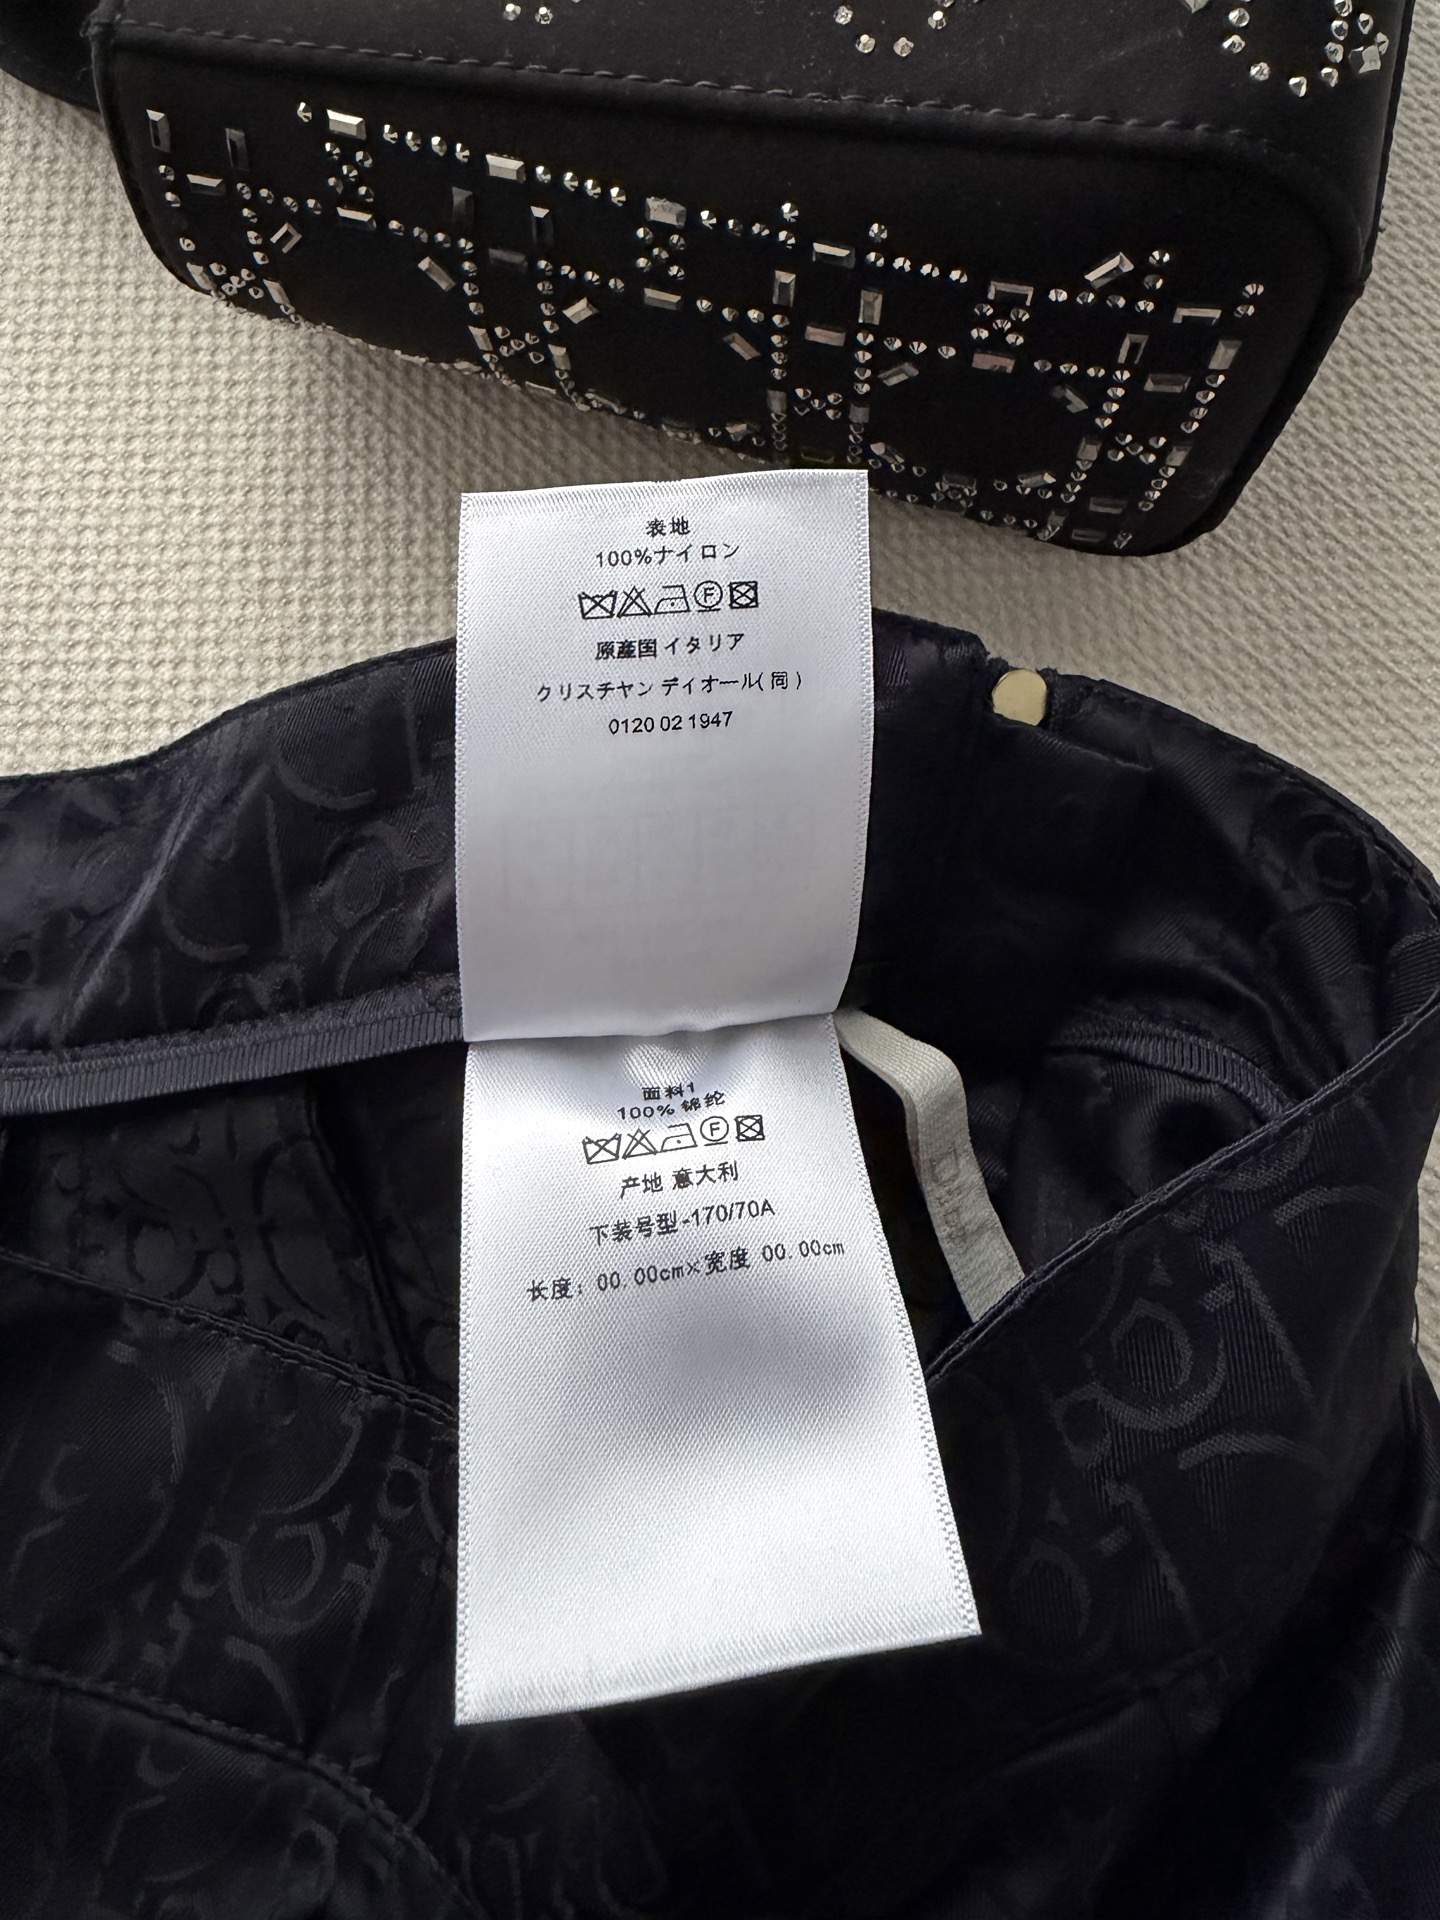 表地
100%ナイロン
原産国 イタリア
クリスチャン ディオール(同)
0120 02 1947
面料1
100% 锦纶
产地 意大利
下装号型-170/70A
长度: 00.00cm×宽度 00.00cm
Dior